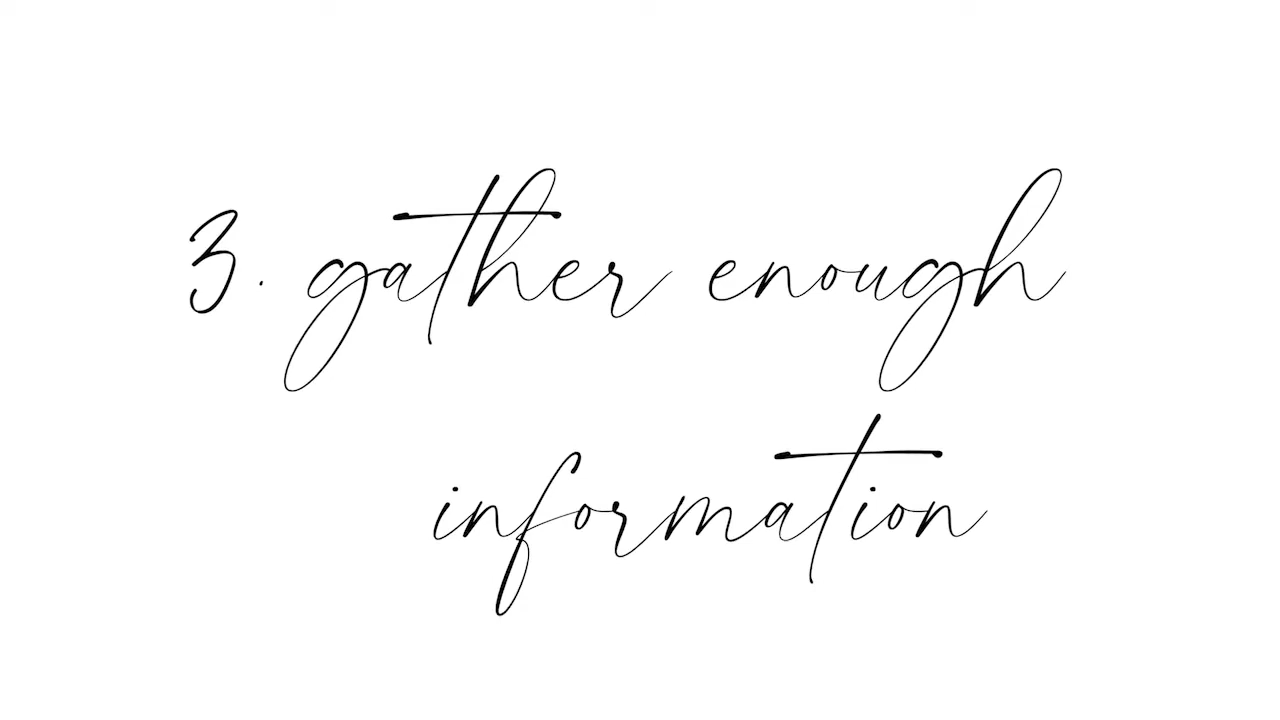 3. gather enough
information